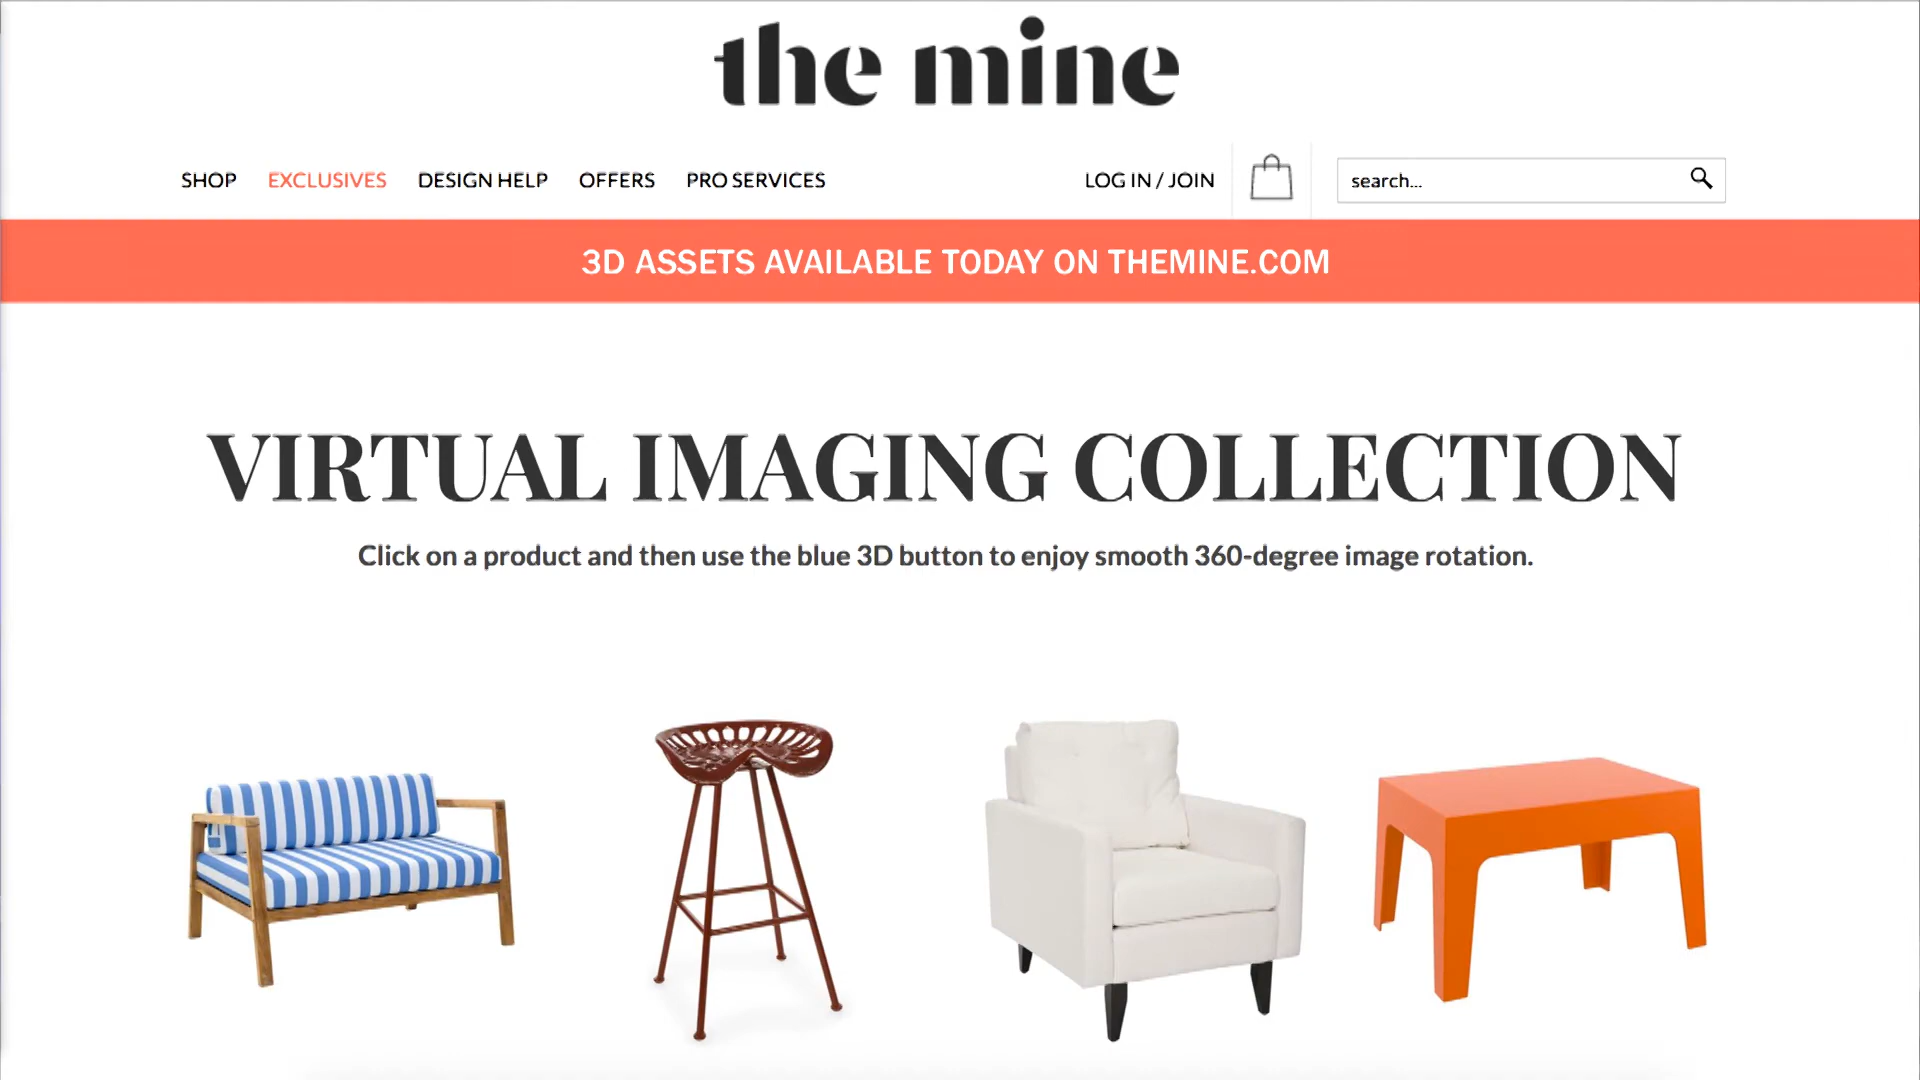 the mine
SHOP EXCLUSIVES DESIGN HELP OFFERS PRO SERVICES LOG IN / JOIN search...
3D ASSETS AVAILABLE TODAY ON THEMINE.COM
VIRTUAL IMAGING COLLECTION
Click on a product and then use the blue 3D button to enjoy smooth 360-degree image rotation.